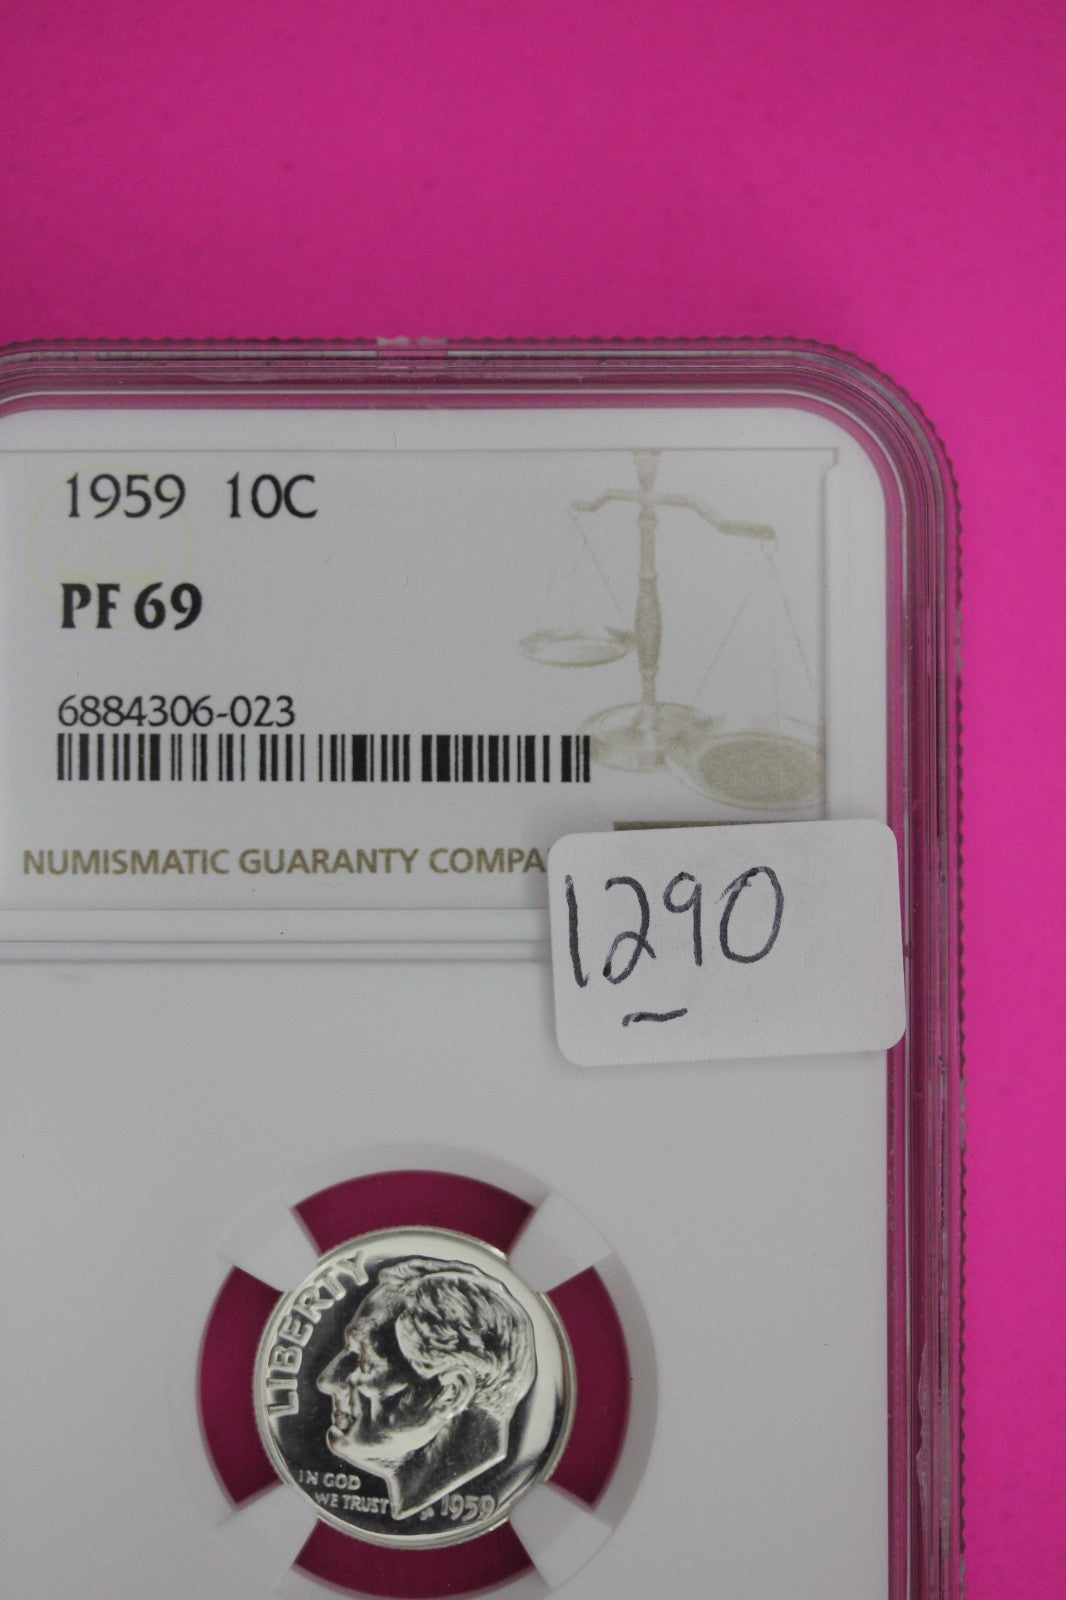 1959 10C
PF 69
6884306-023
NUMISMATIC GUARANTY COMPA
1290
LIBERTY
IN GOD
WE TRUST
1959